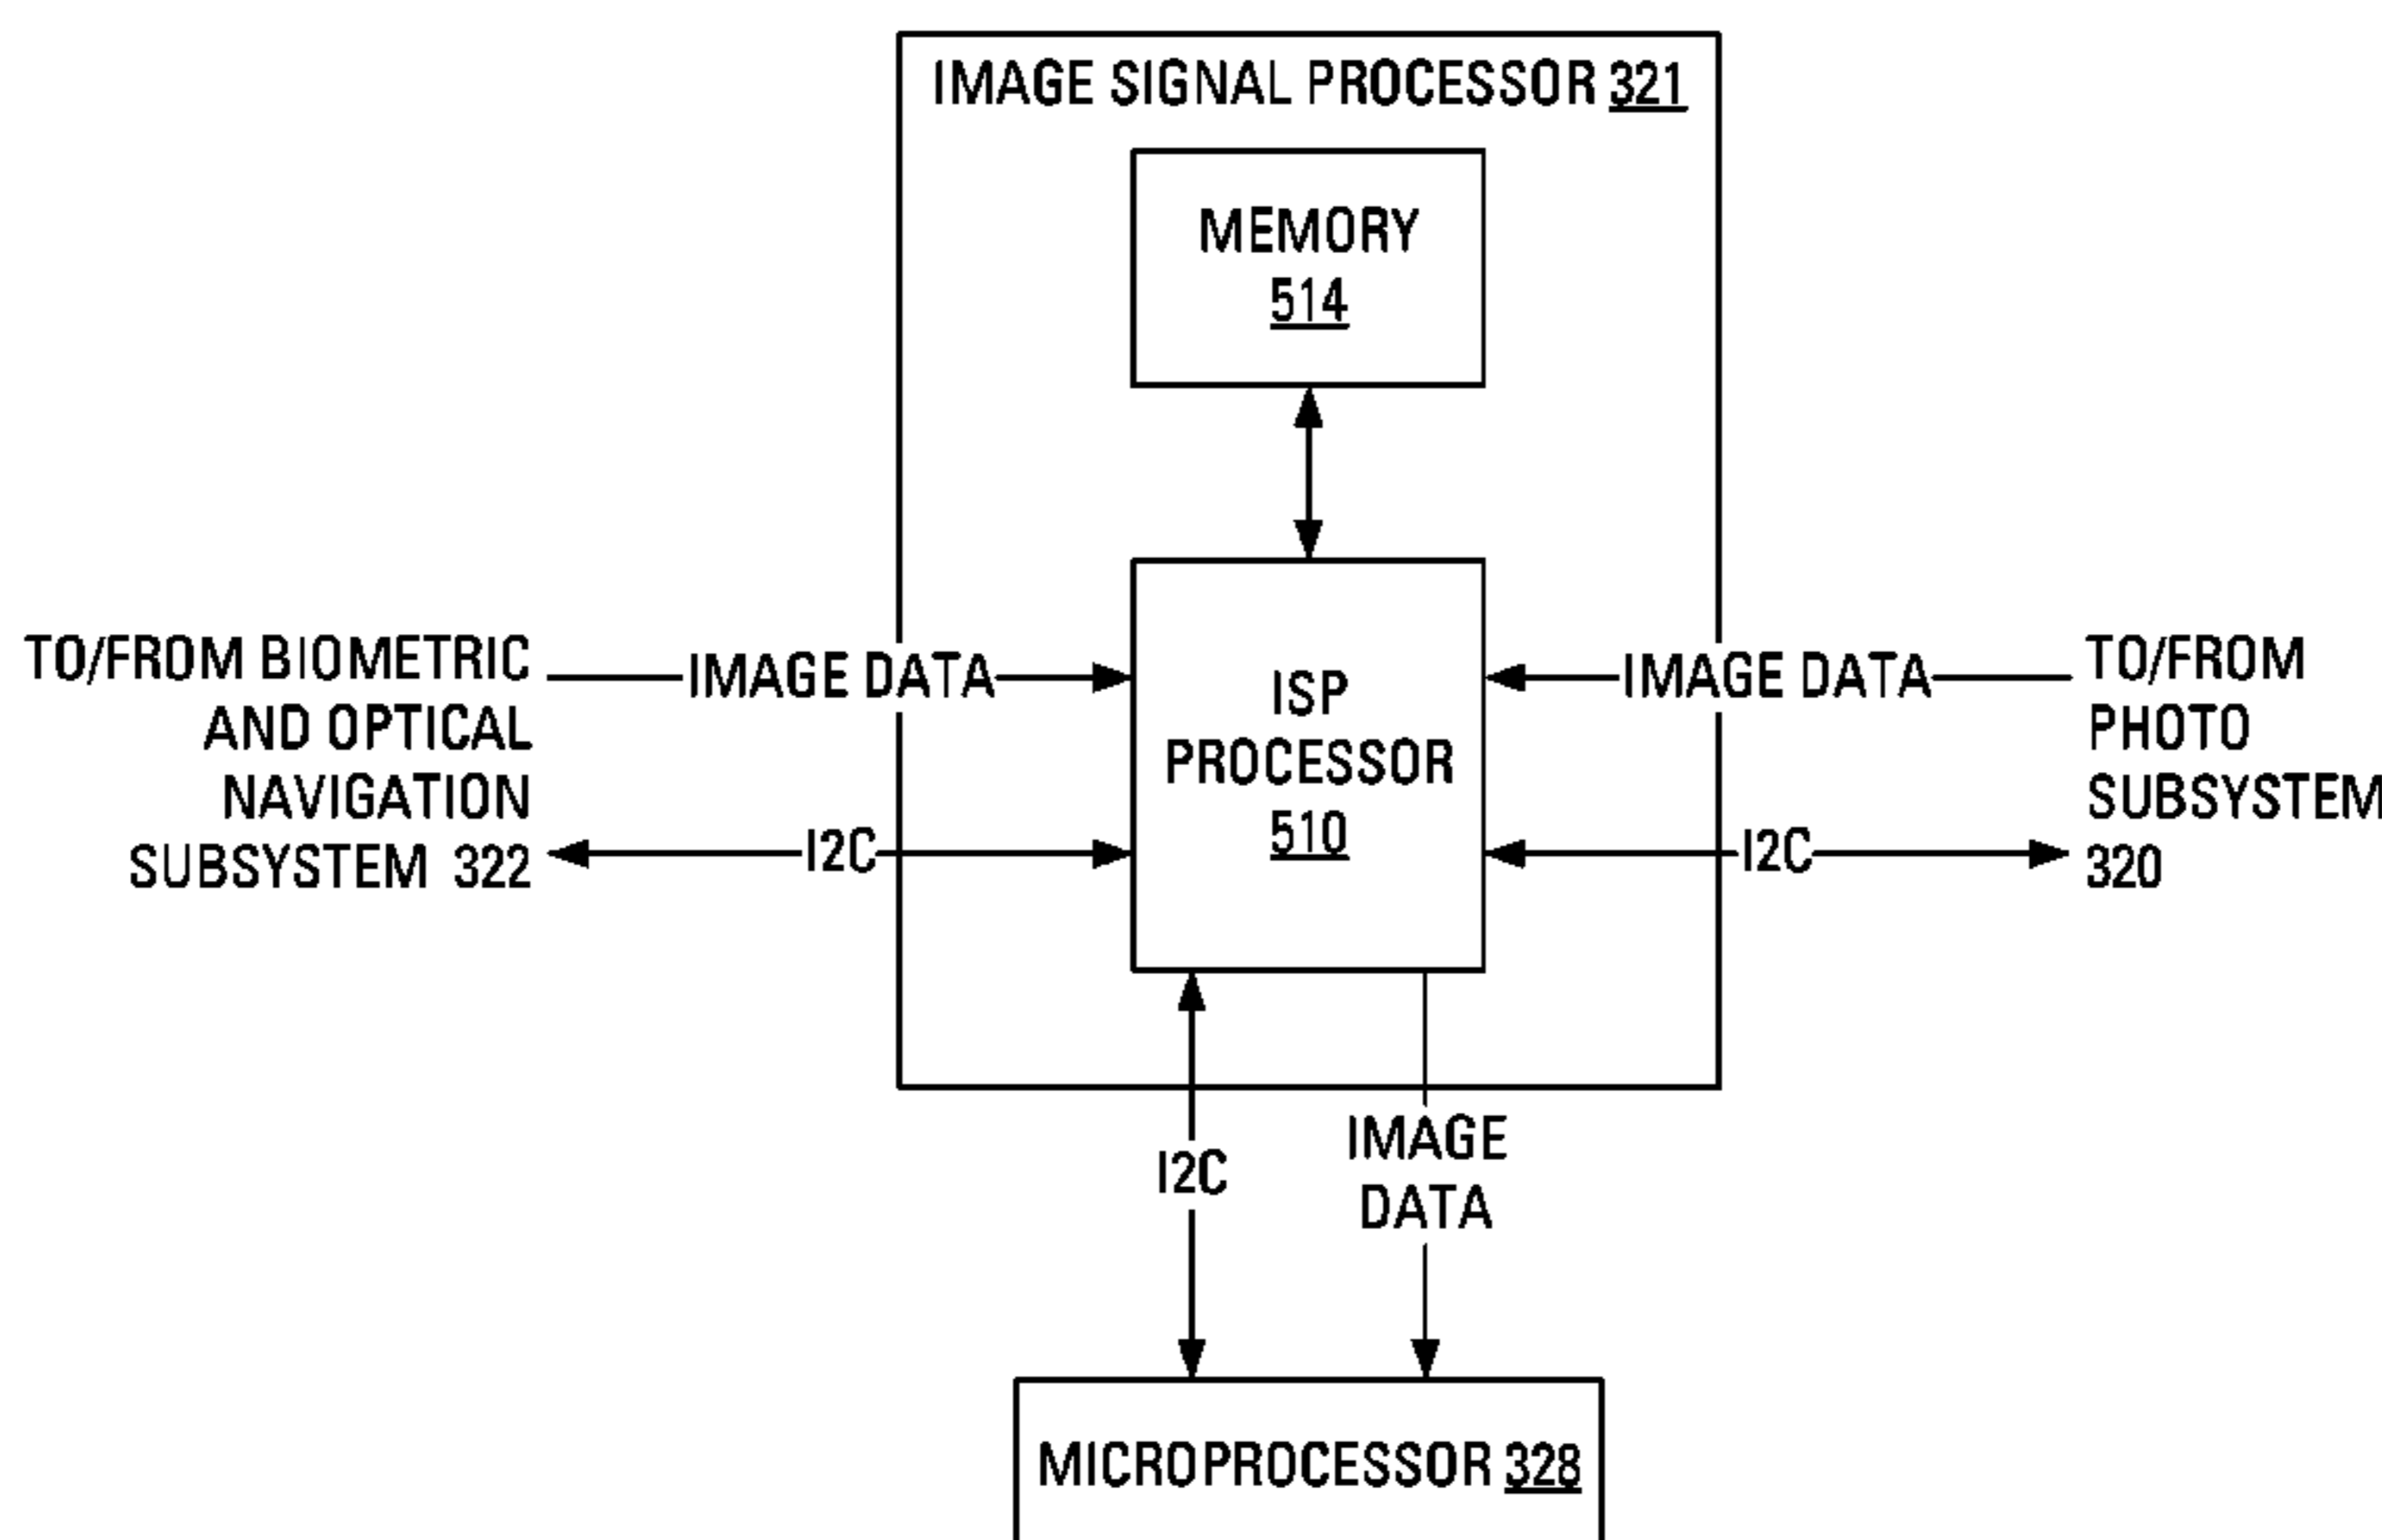 IMAGE SIGNAL PROCESSOR 321
MEMORY
514
TO/FROM BIOMETRIC
AND OPTICAL
NAVIGATION
SUBSYSTEM 322
IMAGE DATA
I2C
ISP
PROCESSOR
510
IMAGE DATA
I2C
TO/FROM
PHOTO
SUBSYSTEM
320
I2C
IMAGE
DATA
MICROPROCESSOR 328